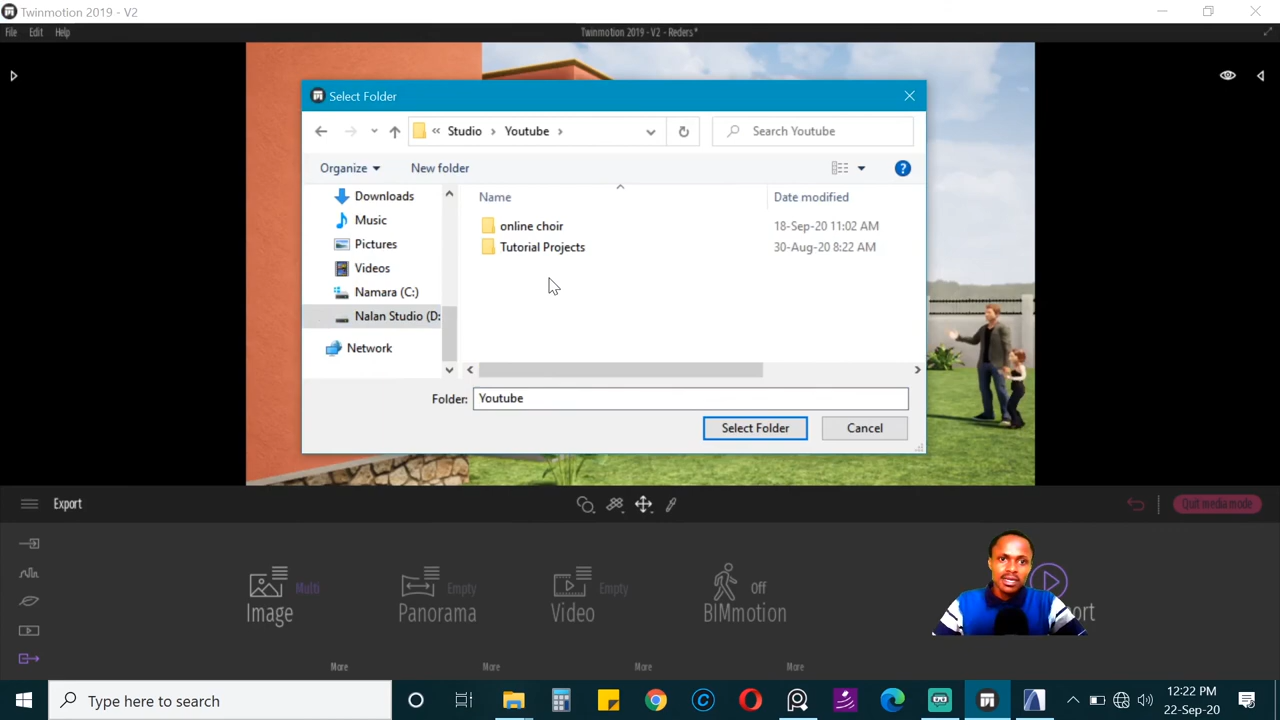 Twinmotion 2019 - V2
File Edit Help
Twinmotion 2019 - V2 - Reders*
Select Folder
« Studio > Youtube >
Search Youtube
Organize
New folder
Name
Date modified
Downloads
Music
Pictures
Videos
Namara (C:)
Nalan Studio (D:
Network
online choir
18-Sep-20 11:02 AM
Tutorial Projects
30-Aug-20 8:22 AM
Folder: Youtube
Select Folder
Cancel
Export
Quit media mode
Multi
Image
Empty
Panorama
Empty
Video
Off
BIMmotion
More
More
More
More
Type here to search
12:22 PM
22-Sep-20